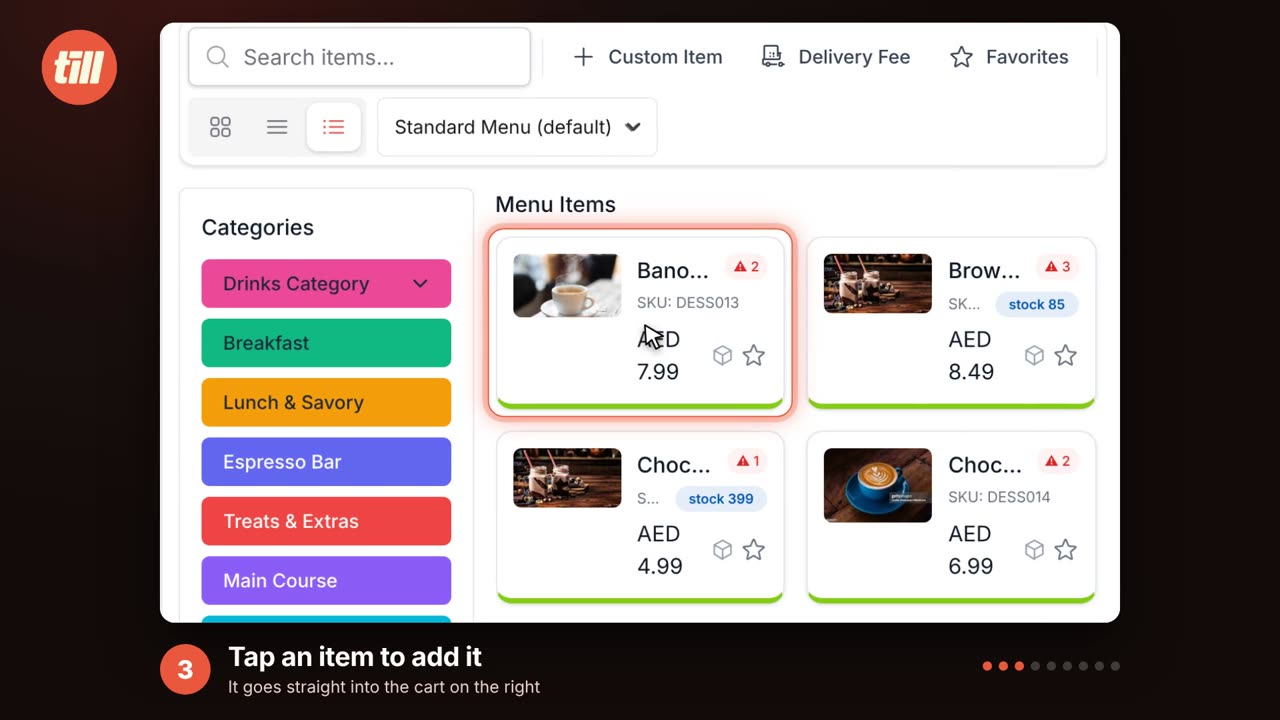 till
Search items...
Custom Item
Delivery Fee
Favorites
Standard Menu (default)
Categories
Drinks Category
Breakfast
Lunch & Savory
Espresso Bar
Treats & Extras
Main Course
Menu Items
Bano... 2
SKU: DESS013
AED
7.99
Brow... 3
SK... stock 85
AED
8.49
Choc... 1
S... stock 399
AED
4.99
Choc... 2
SKU: DESS014
AED
6.99
3
Tap an item to add it
It goes straight into the cart on the right